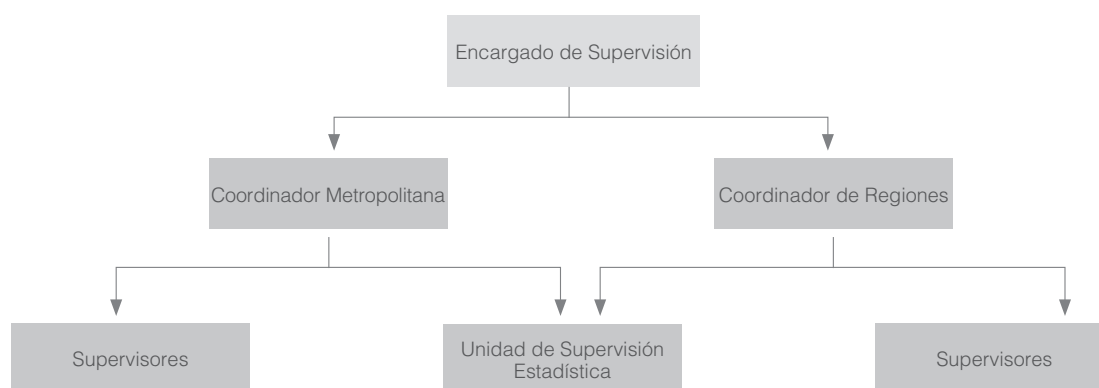 Encargado de Supervisión
Coordinador Metropolitana
Coordinador de Regiones
Supervisores
Unidad de Supervisión
Estadística
Supervisores